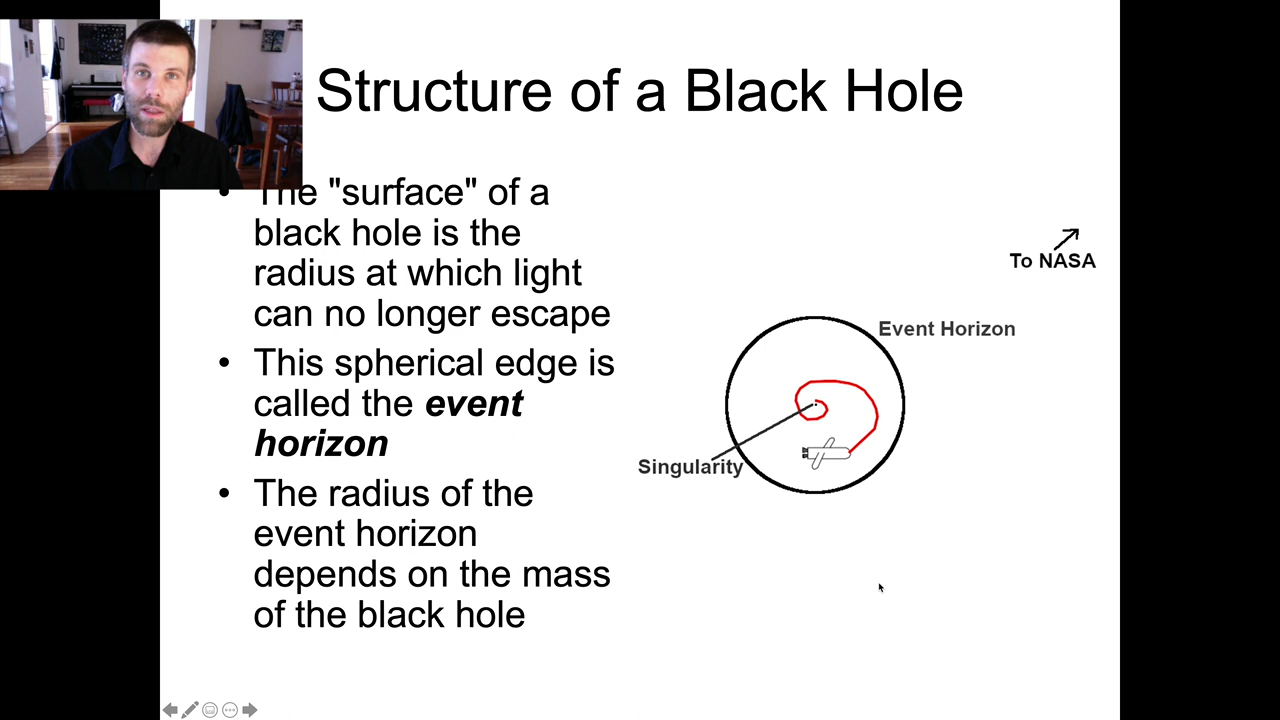 Structure of a Black Hole
• The "surface" of a
black hole is the
radius at which light
can no longer escape
• This spherical edge is
called the event
horizon
• The radius of the
event horizon
depends on the mass
of the black hole
To NASA
Event Horizon
Singularity